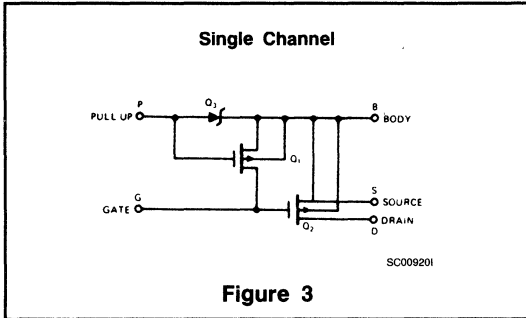 Single Channel
P
PULL UP
Q3
B
BODY
Q1
G
GATE
S
SOURCE
Q2
DRAIN
D
SC00920I
Figure 3